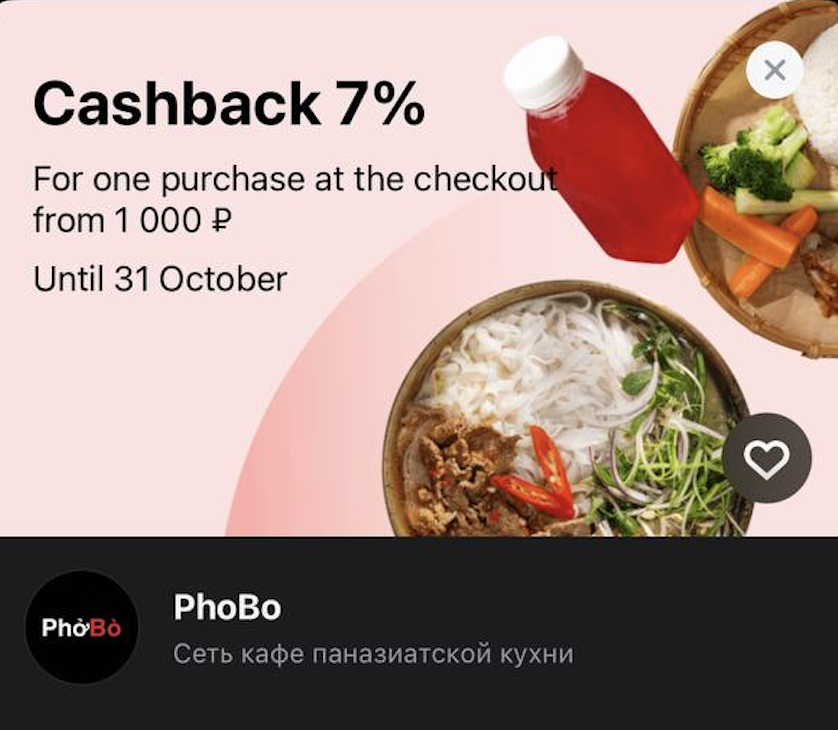 Cashback 7%
For one purchase at the checkout
from 1 000 ₽
Until 31 October
PhởBò
PhoBo
Сеть кафе паназиатской кухни